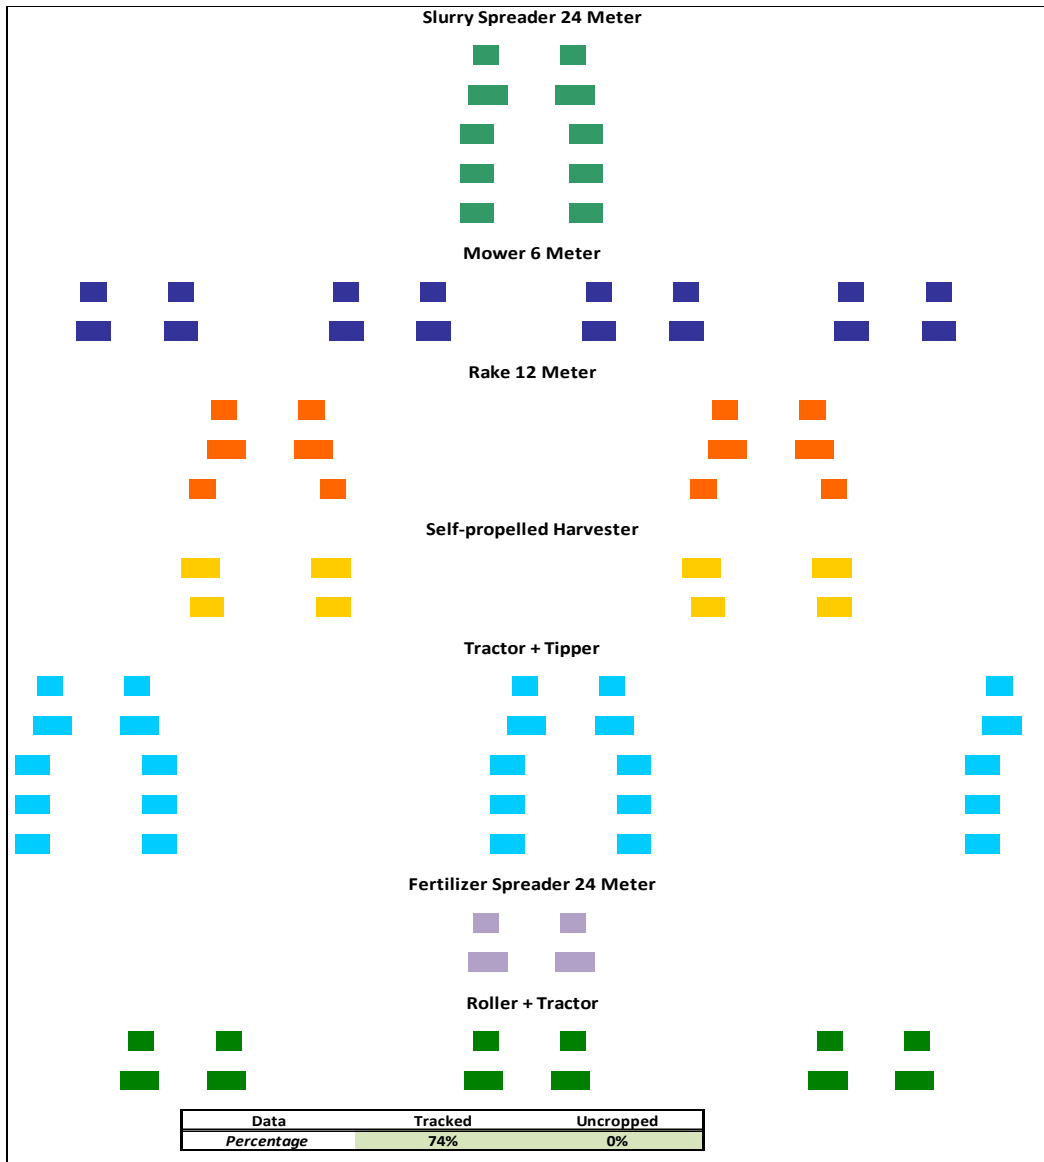 Slurry Spreader 24 Meter
Mower 6 Meter
Rake 12 Meter
Self-propelled Harvester
Tractor + Tipper
Fertilizer Spreader 24 Meter
Roller + Tractor
Data Tracked Uncropped
Percentage 74% 0%